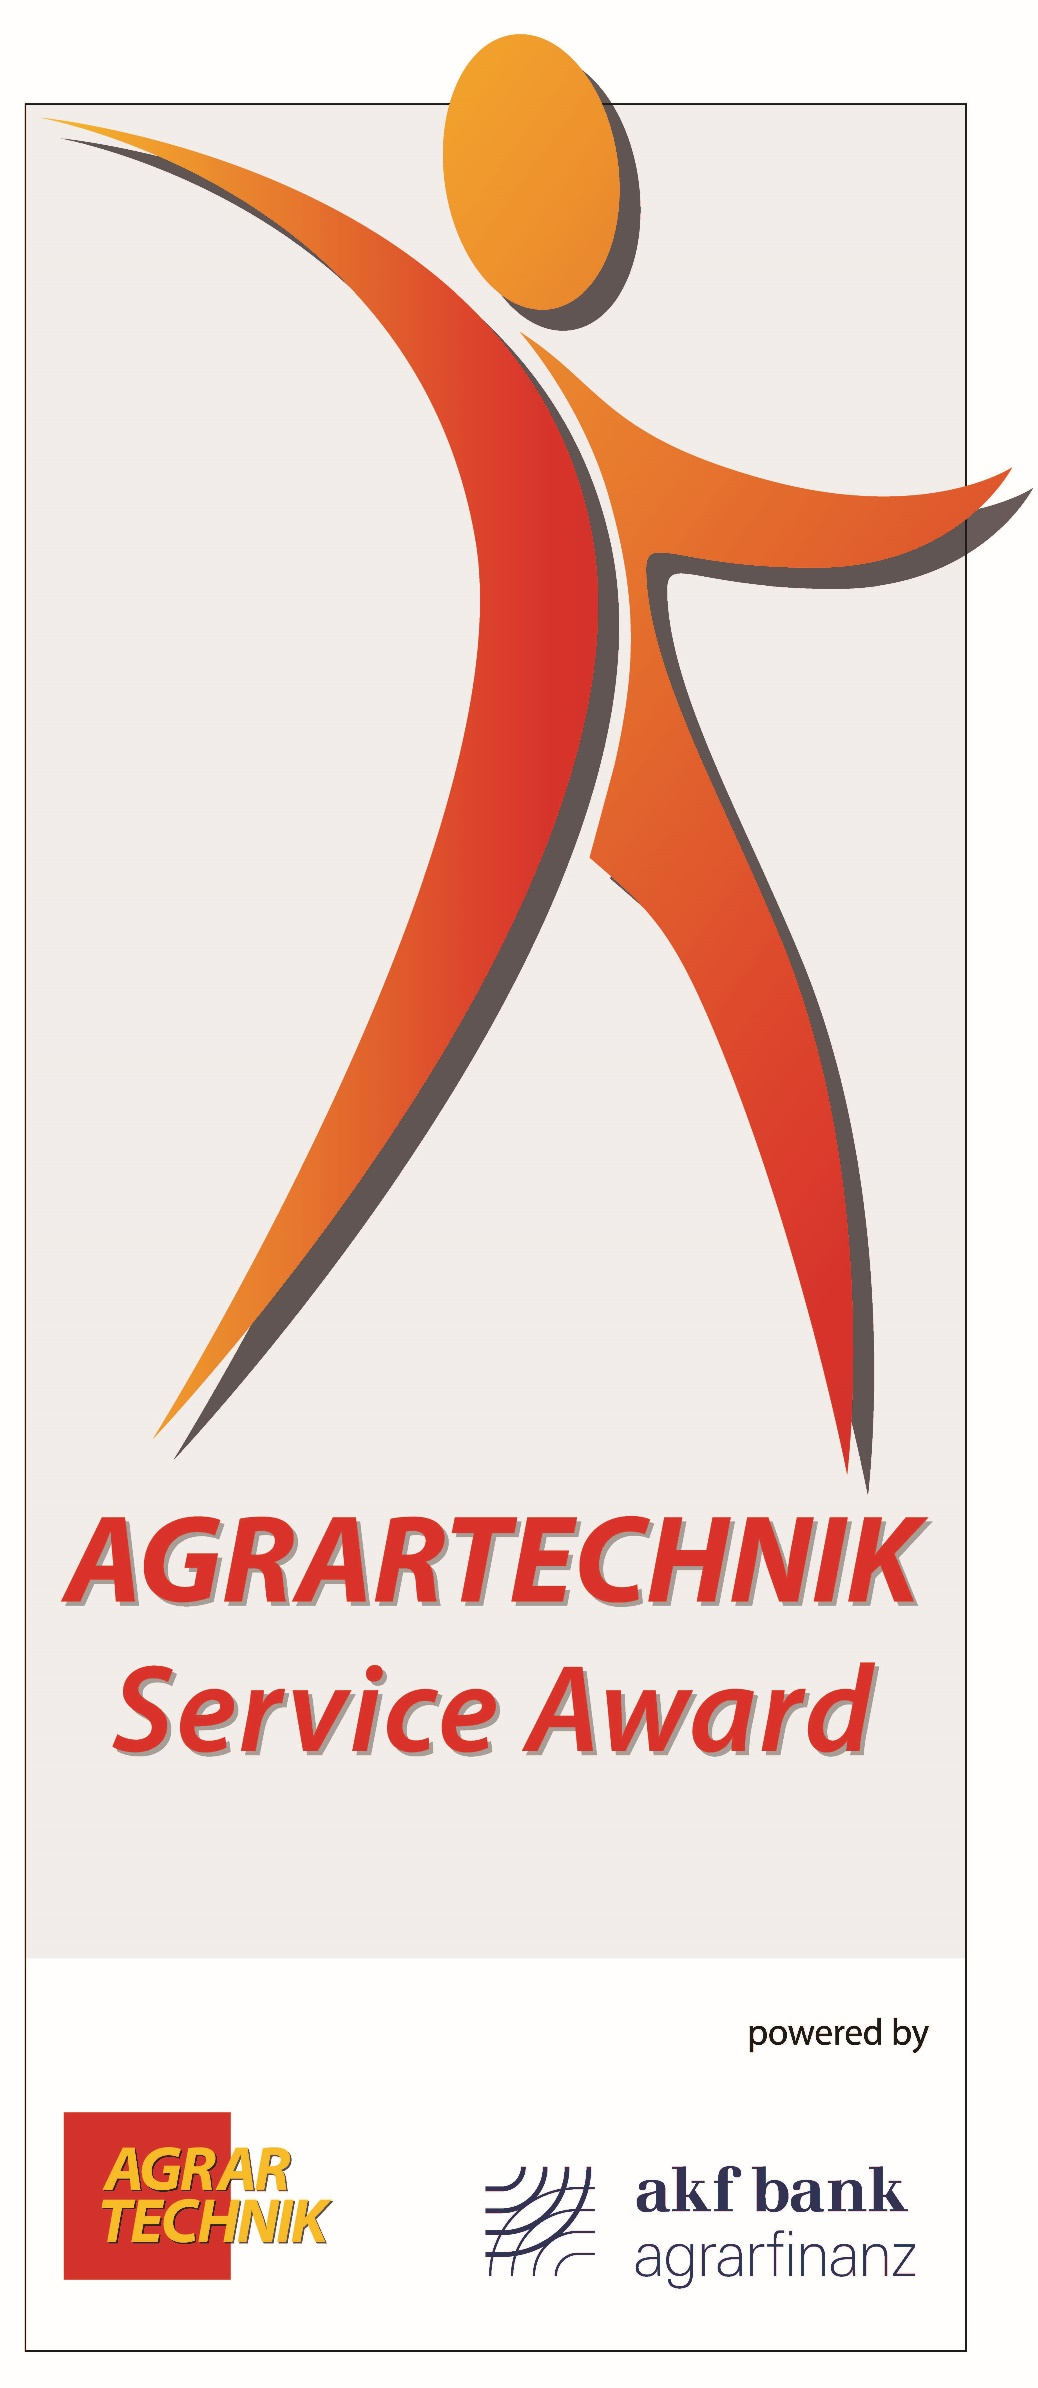 AGRARTECHNIK
Service Award
powered by
AGRAR
TECHNIK
akf bank
agrarfinanz